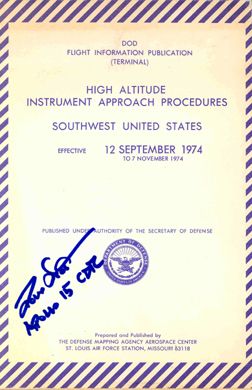 DOD
FLIGHT INFORMATION PUBLICATION
(TERMINAL)
HIGH ALTITUDE
INSTRUMENT APPROACH PROCEDURES
SOUTHWEST UNITED STATES
EFFECTIVE 12 SEPTEMBER 1974
TO 7 NOVEMBER 1974
PUBLISHED UNDER AUTHORITY OF THE SECRETARY OF DEFENSE
Apollo 15 CDR
Prepared and Published by
THE DEFENSE MAPPING AGENCY AEROSPACE CENTER
ST. LOUIS AIR FORCE STATION, MISSOURI 63118